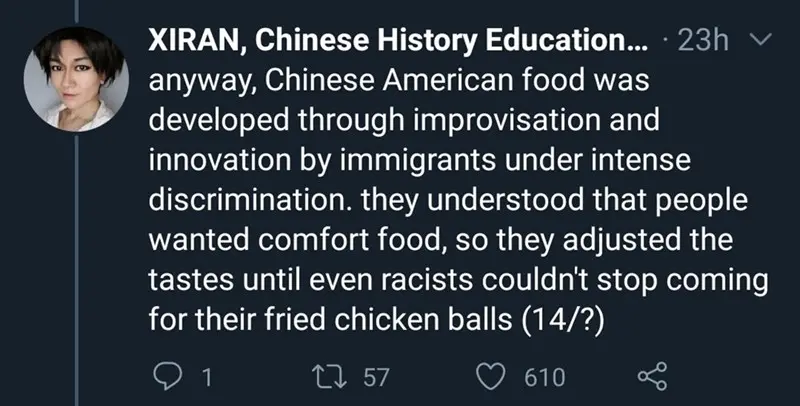 XIRAN, Chinese History Education... · 23h
anyway, Chinese American food was
developed through improvisation and
innovation by immigrants under intense
discrimination. they understood that people
wanted comfort food, so they adjusted the
tastes until even racists couldn't stop coming
for their fried chicken balls (14/?)
1 57 610